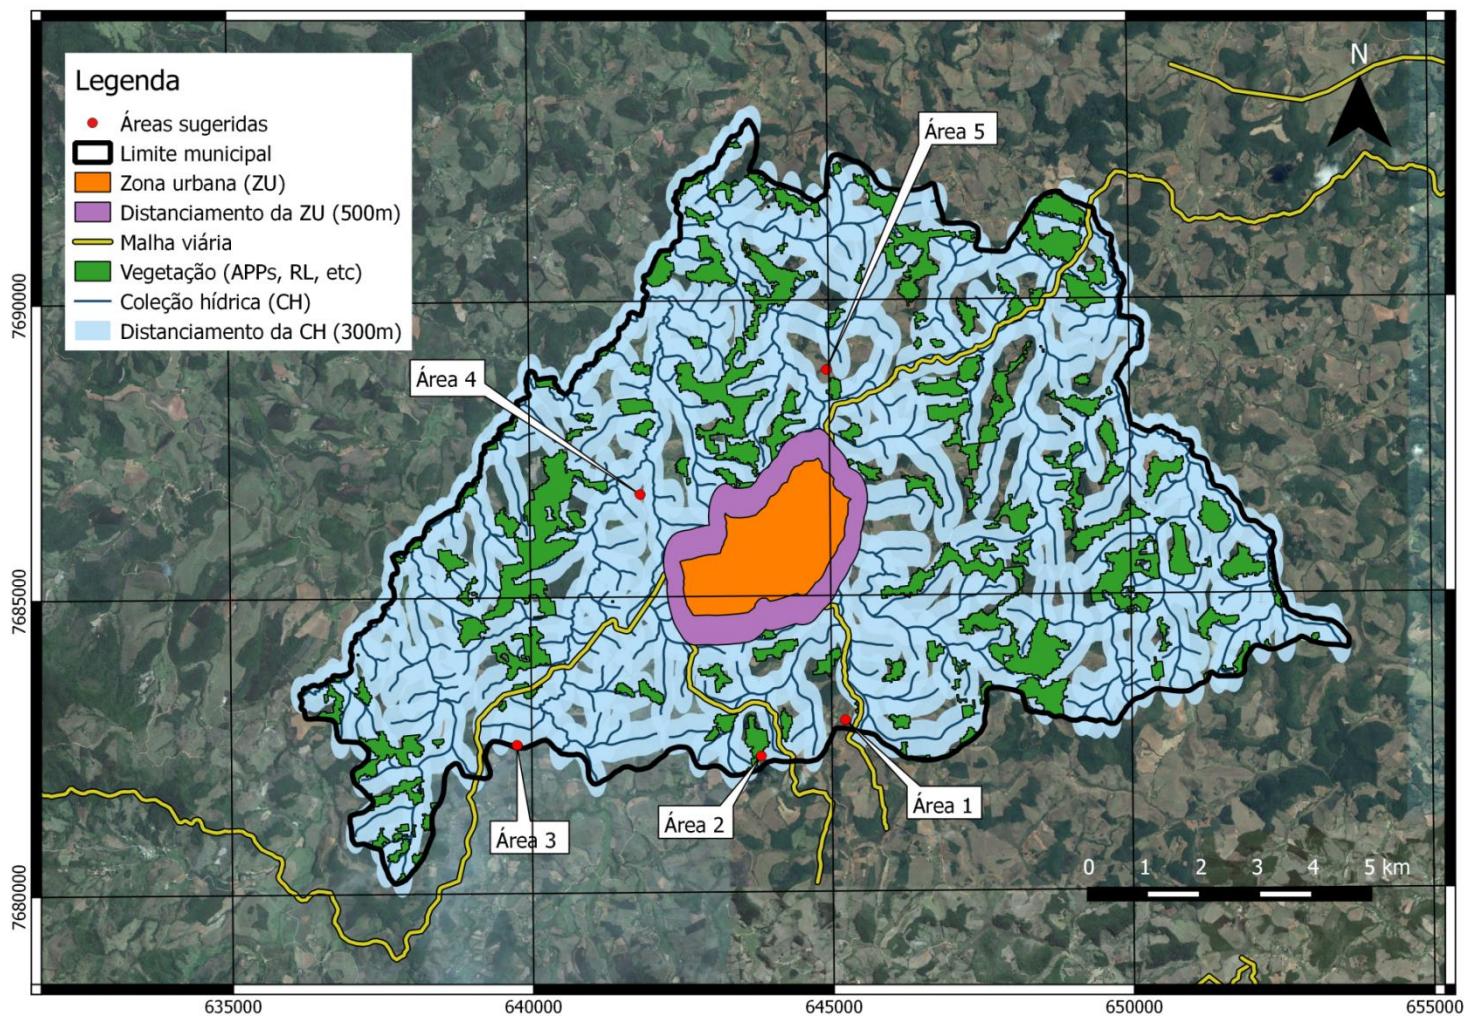 Legenda
Áreas sugeridas
Limite municipal
Zona urbana (ZU)
Distanciamento da ZU (500m)
Malha viária
Vegetação (APPs, RL, etc)
Coleção hídrica (CH)
Distanciamento da CH (300m)
N
Área 5
Área 4
Área 3
Área 2
Área 1
0 1 2 3 4 5 km
7690000
7685000
7680000
635000 640000 645000 650000 655000